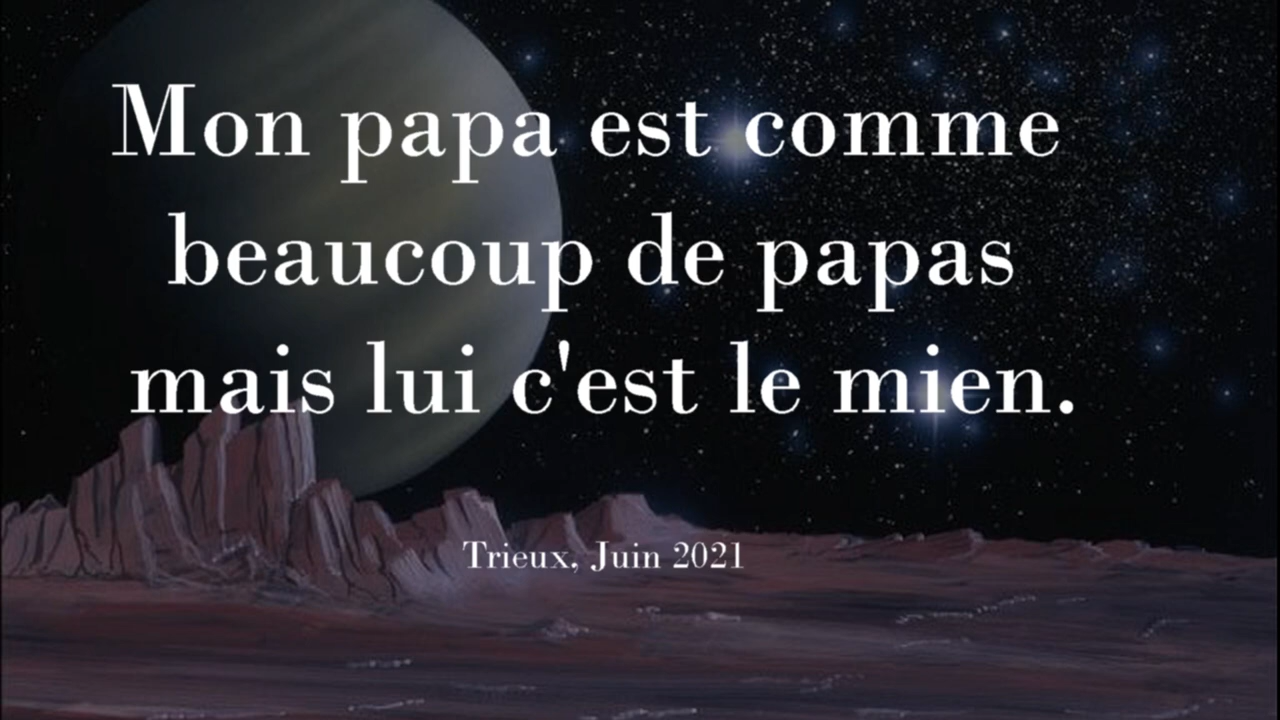 Mon papa est comme
beaucoup de papas
mais lui c'est le mien.
Trieux, Juin 2021